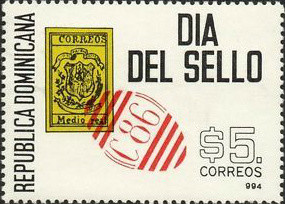 REPUBLICA DOMINICANA
CORREOS
Medio real
C86
DIA
DEL SELLO
$5.
CORREOS
994